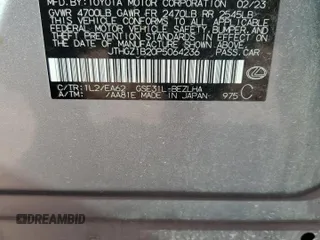 MFD. BY: TOYOTA MOTOR CORPORATION 02/23
GVWR 4700LB GAWR FR 2470LB RR 2545LB
THIS VEHICLE CONFORMS TO ALL APPLICABLE
FEDERAL MOTOR VEHICLE SAFETY, BUMPER, AND
THEFT PREVENTION STANDARDS IN EFFECT ON
THE DATE OF MANUFACTURE SHOWN ABOVE.
JTHGZ1B20P5064236 PASS. CAR
C/TR: 1L2/EA62 GSE31L-BEZLHA
A/TM: /AA81E MADE IN JAPAN 975 C
DREAMBID